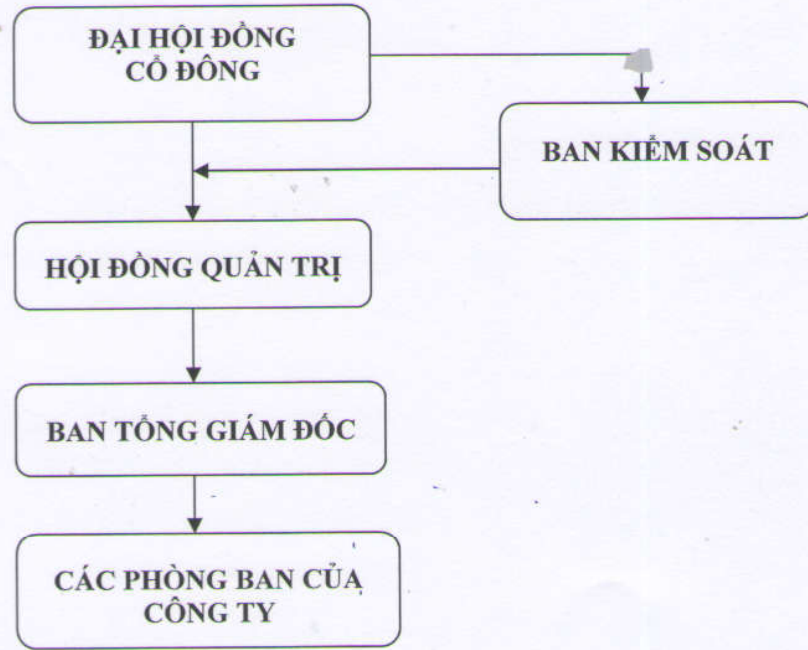 ĐẠI HỘI ĐỒNG
CỔ ĐÔNG
BAN KIỂM SOÁT
HỘI ĐỒNG QUẢN TRỊ
BAN TỔNG GIÁM ĐỐC
CÁC PHÒNG BAN CỦA
CÔNG TY